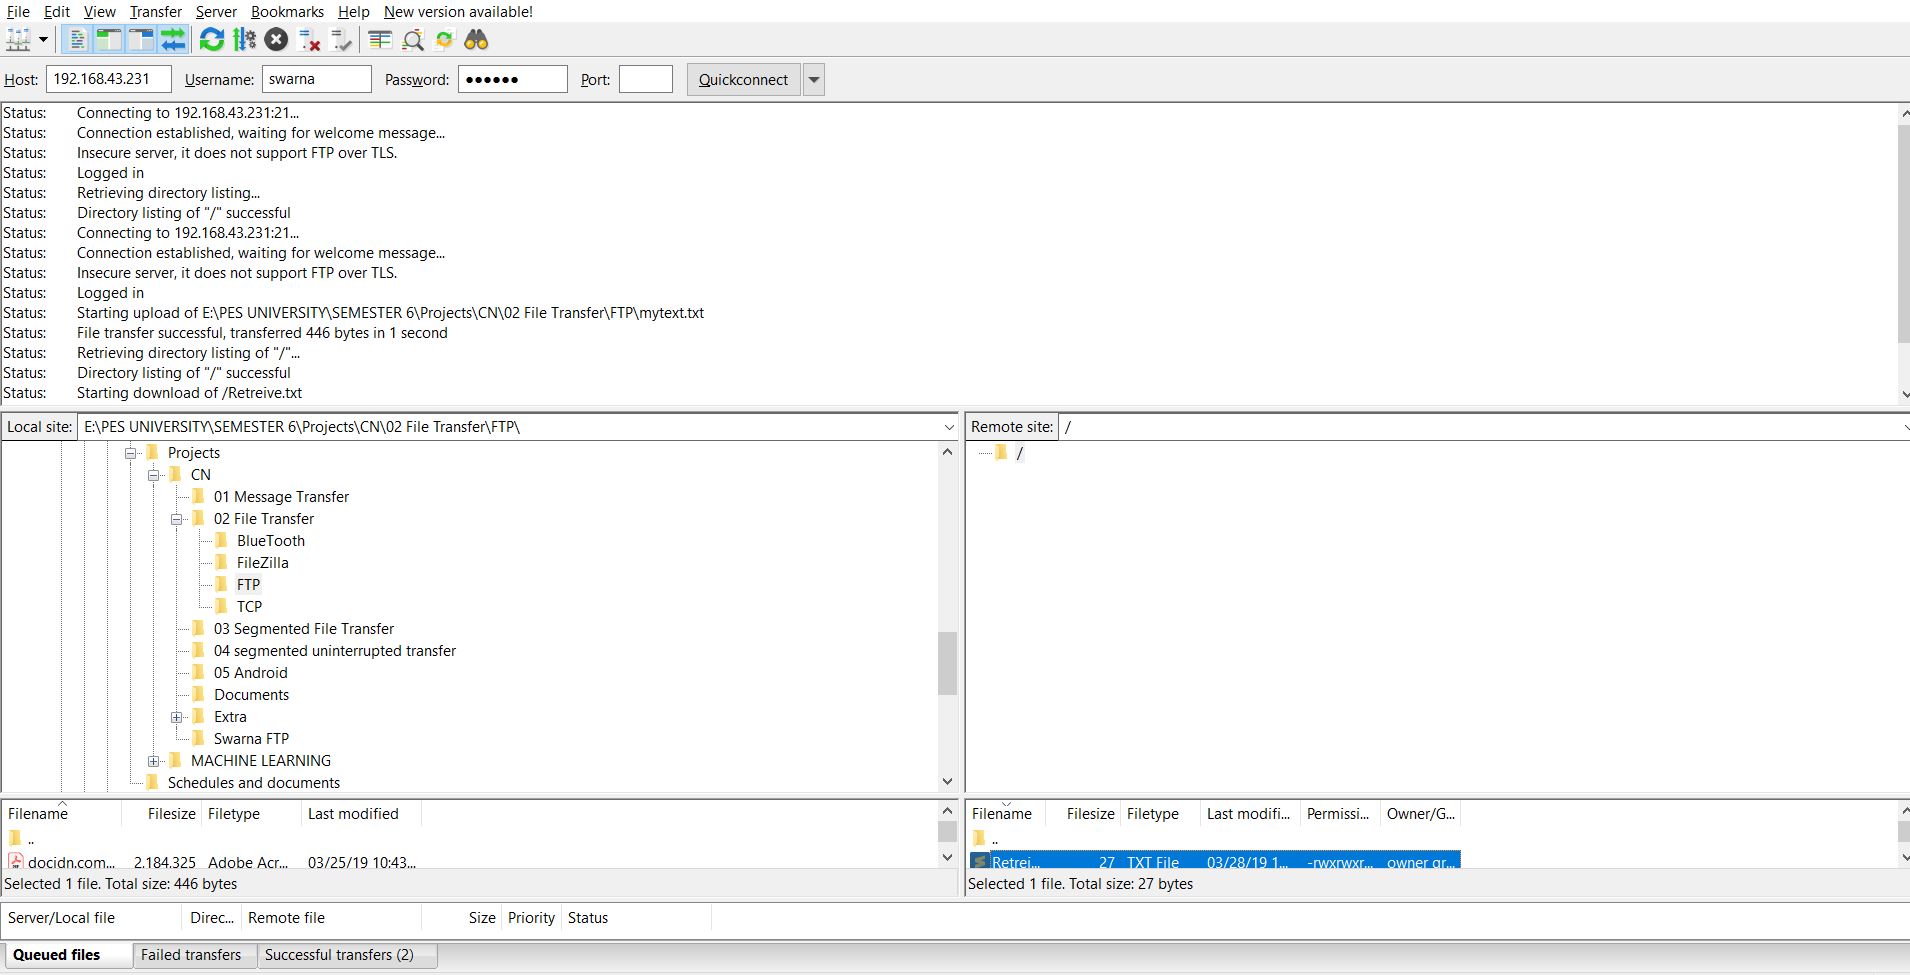 File Edit View Transfer Server Bookmarks Help New version available!
Host: 192.168.43.231 Username: swarna Password: ●●●●●● Port: Quickconnect
Status: Connecting to 192.168.43.231:21...
Status: Connection established, waiting for welcome message...
Status: Insecure server, it does not support FTP over TLS.
Status: Logged in
Status: Retrieving directory listing...
Status: Directory listing of "/" successful
Status: Connecting to 192.168.43.231:21...
Status: Connection established, waiting for welcome message...
Status: Insecure server, it does not support FTP over TLS.
Status: Logged in
Status: Starting upload of E:\PES UNIVERSITY\SEMESTER 6\Projects\CN\02 File Transfer\FTP\mytext.txt
Status: File transfer successful, transferred 446 bytes in 1 second
Status: Retrieving directory listing of "/"...
Status: Directory listing of "/" successful
Status: Starting download of /Retreive.txt
Local site: E:\PES UNIVERSITY\SEMESTER 6\Projects\CN\02 File Transfer\FTP\
Projects
CN
01 Message Transfer
02 File Transfer
BlueTooth
FileZilla
FTP
TCP
03 Segmented File Transfer
04 segmented uninterrupted transfer
05 Android
Documents
Extra
Swarna FTP
MACHINE LEARNING
Schedules and documents
Remote site: /
/
Filename Filesize Filetype Last modified
..
docidn.com... 2.184.325 Adobe Acr... 03/25/19 10:43...
Selected 1 file. Total size: 446 bytes
Filename Filesize Filetype Last modifi... Permissi... Owner/G...
..
Retrei... 27 TXT File 03/28/19 1... -rwxrwxr... owner gr...
Selected 1 file. Total size: 27 bytes
Server/Local file Direc... Remote file Size Priority Status
Queued files Failed transfers Successful transfers (2)